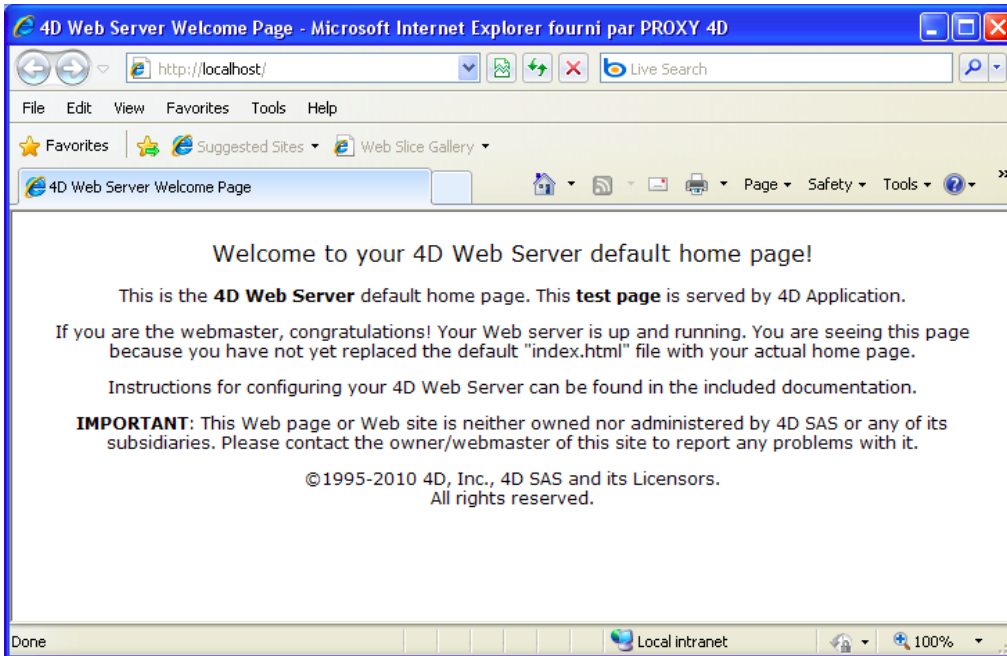 4D Web Server Welcome Page - Microsoft Internet Explorer fourni par PROXY 4D
http://localhost/
Live Search
File Edit View Favorites Tools Help
Favorites Suggested Sites Web Slice Gallery
4D Web Server Welcome Page Page Safety Tools
Welcome to your 4D Web Server default home page!
This is the 4D Web Server default home page. This test page is served by 4D Application.
If you are the webmaster, congratulations! Your Web server is up and running. You are seeing this page
because you have not yet replaced the default "index.html" file with your actual home page.
Instructions for configuring your 4D Web Server can be found in the included documentation.
IMPORTANT: This Web page or Web site is neither owned nor administered by 4D SAS or any of its
subsidiaries. Please contact the owner/webmaster of this site to report any problems with it.
©1995-2010 4D, Inc., 4D SAS and its Licensors.
All rights reserved.
Done Local intranet 100%